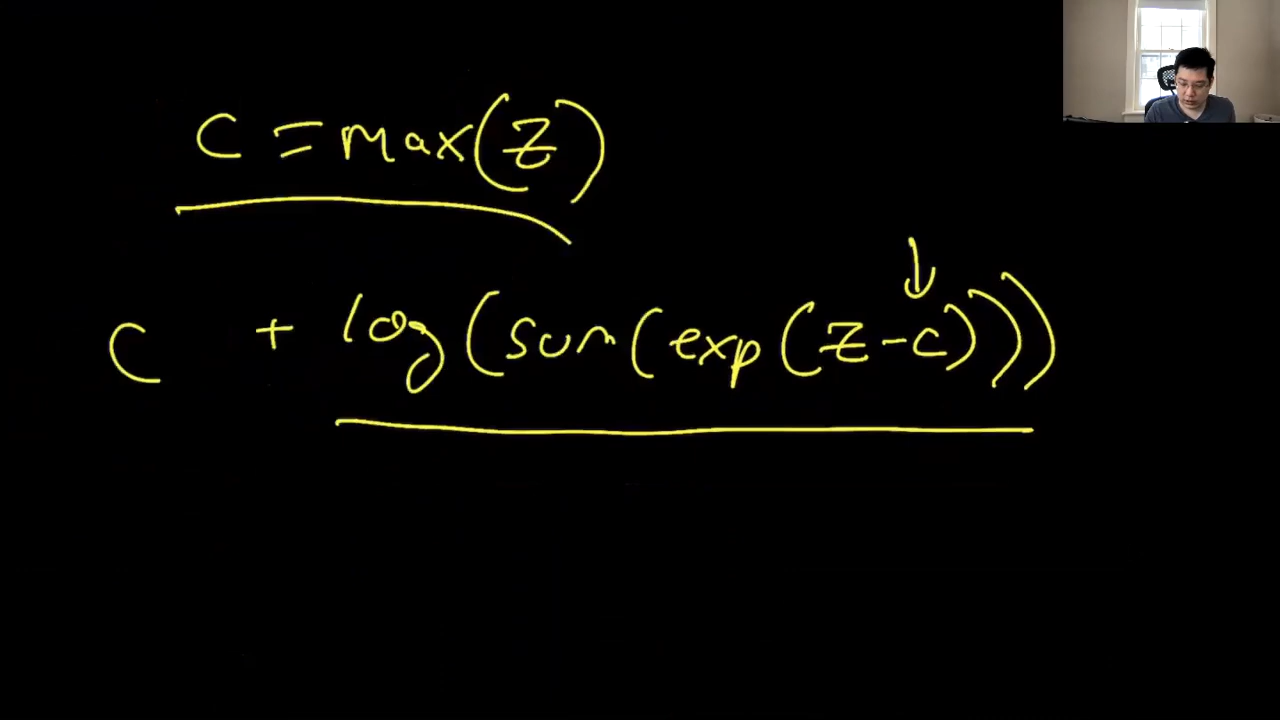 c = max(z)
c + log(sum(exp(z-c)))